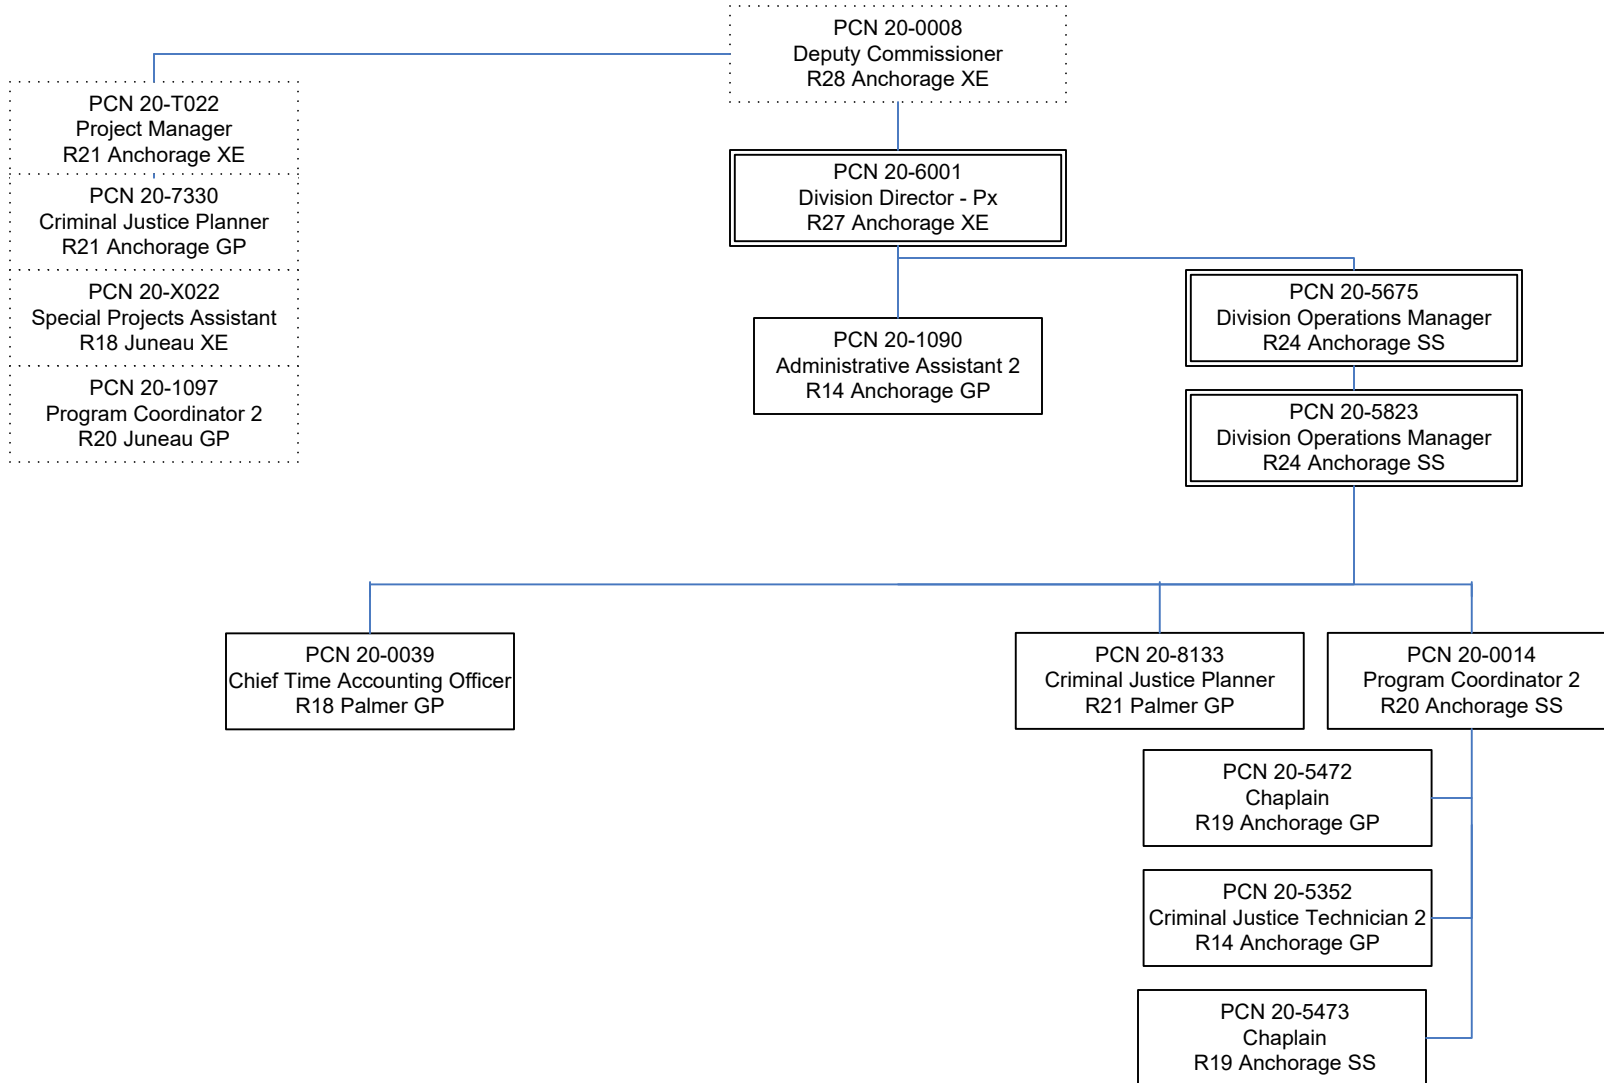 PCN 20-0008
Deputy Commissioner
R28 Anchorage XE
PCN 20-T022
Project Manager
R21 Anchorage XE
PCN 20-7330
Criminal Justice Planner
R21 Anchorage GP
PCN 20-X022
Special Projects Assistant
R18 Juneau XE
PCN 20-1097
Program Coordinator 2
R20 Juneau GP
PCN 20-6001
Division Director - Px
R27 Anchorage XE
PCN 20-1090
Administrative Assistant 2
R14 Anchorage GP
PCN 20-5675
Division Operations Manager
R24 Anchorage SS
PCN 20-5823
Division Operations Manager
R24 Anchorage SS
PCN 20-0039
Chief Time Accounting Officer
R18 Palmer GP
PCN 20-8133
Criminal Justice Planner
R21 Palmer GP
PCN 20-0014
Program Coordinator 2
R20 Anchorage SS
PCN 20-5472
Chaplain
R19 Anchorage GP
PCN 20-5352
Criminal Justice Technician 2
R14 Anchorage GP
PCN 20-5473
Chaplain
R19 Anchorage SS